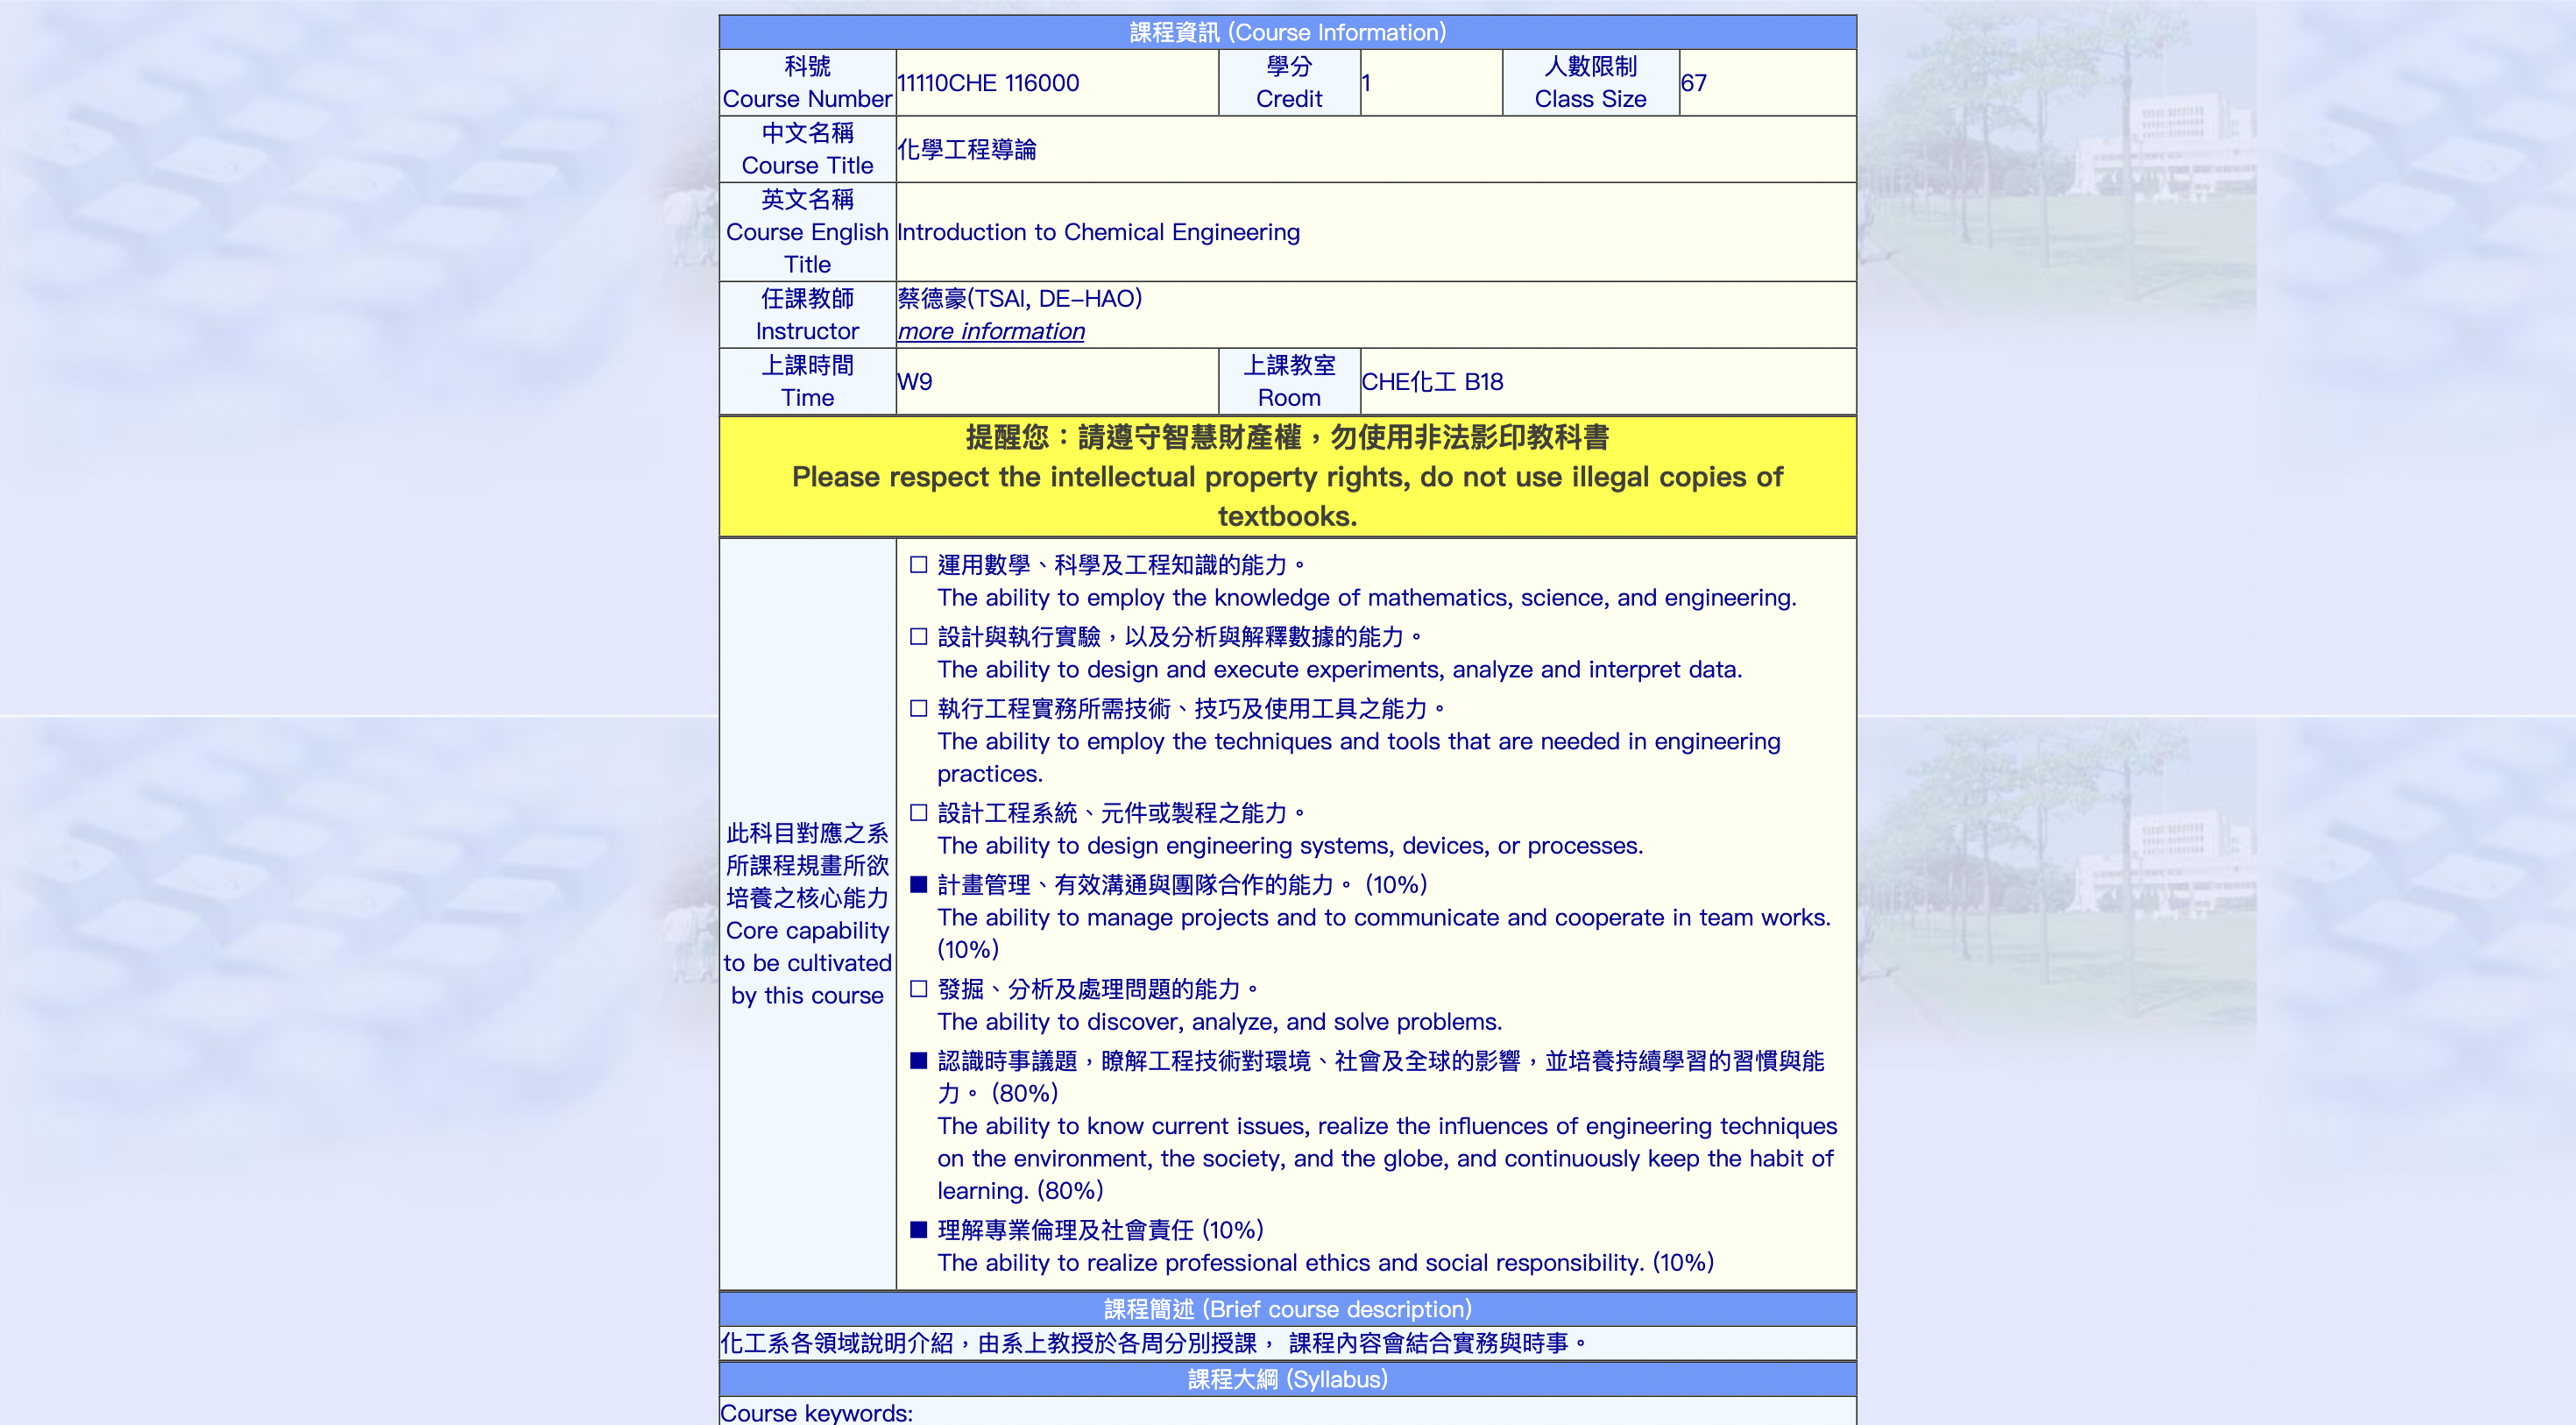 課程資訊 (Course Information)
科號
Course Number
11110CHE 116000
學分
Credit
1
人數限制
Class Size
67
中文名稱
Course Title
化學工程導論
英文名稱
Course English
Title
Introduction to Chemical Engineering
任課教師
Instructor
蔡德豪(TSAI, DE-HAO)
more information
上課時間
Time
W9
上課教室
Room
CHE化工 B18
提醒您：請遵守智慧財產權，勿使用非法影印教科書
Please respect the intellectual property rights, do not use illegal copies of
textbooks.
此科目對應之系
所課程規畫所欲
培養之核心能力
Core capability
to be cultivated
by this course
□ 運用數學、科學及工程知識的能力。
The ability to employ the knowledge of mathematics, science, and engineering.
□ 設計與執行實驗，以及分析與解釋數據的能力。
The ability to design and execute experiments, analyze and interpret data.
□ 執行工程實務所需技術、技巧及使用工具之能力。
The ability to employ the techniques and tools that are needed in engineering
practices.
□ 設計工程系統、元件或製程之能力。
The ability to design engineering systems, devices, or processes.
■ 計畫管理、有效溝通與團隊合作的能力。 (10%)
The ability to manage projects and to communicate and cooperate in team works.
(10%)
□ 發掘、分析及處理問題的能力。
The ability to discover, analyze, and solve problems.
■ 認識時事議題，瞭解工程技術對環境、社會及全球的影響，並培養持續學習的習慣與能
力。 (80%)
The ability to know current issues, realize the influences of engineering techniques
on the environment, the society, and the globe, and continuously keep the habit of
learning. (80%)
■ 理解專業倫理及社會責任 (10%)
The ability to realize professional ethics and social responsibility. (10%)
課程簡述 (Brief course description)
化工系各領域說明介紹，由系上教授於各周分別授課， 課程內容會結合實務與時事。
課程大綱 (Syllabus)
Course keywords: